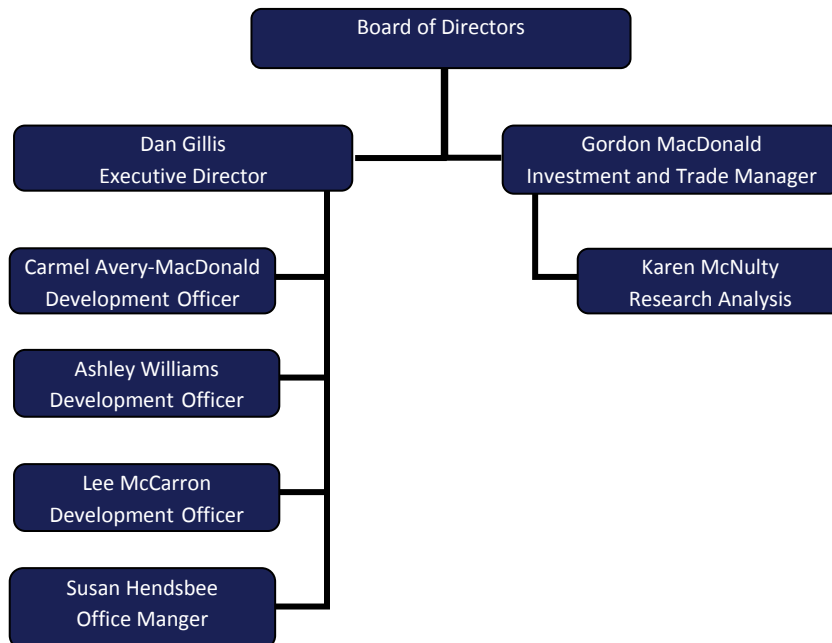 Board of Directors
Dan Gillis
Executive Director
Gordon MacDonald
Investment and Trade Manager
Carmel Avery-MacDonald
Development Officer
Karen McNulty
Research Analysis
Ashley Williams
Development Officer
Lee McCarron
Development Officer
Susan Hendsbee
Office Manger